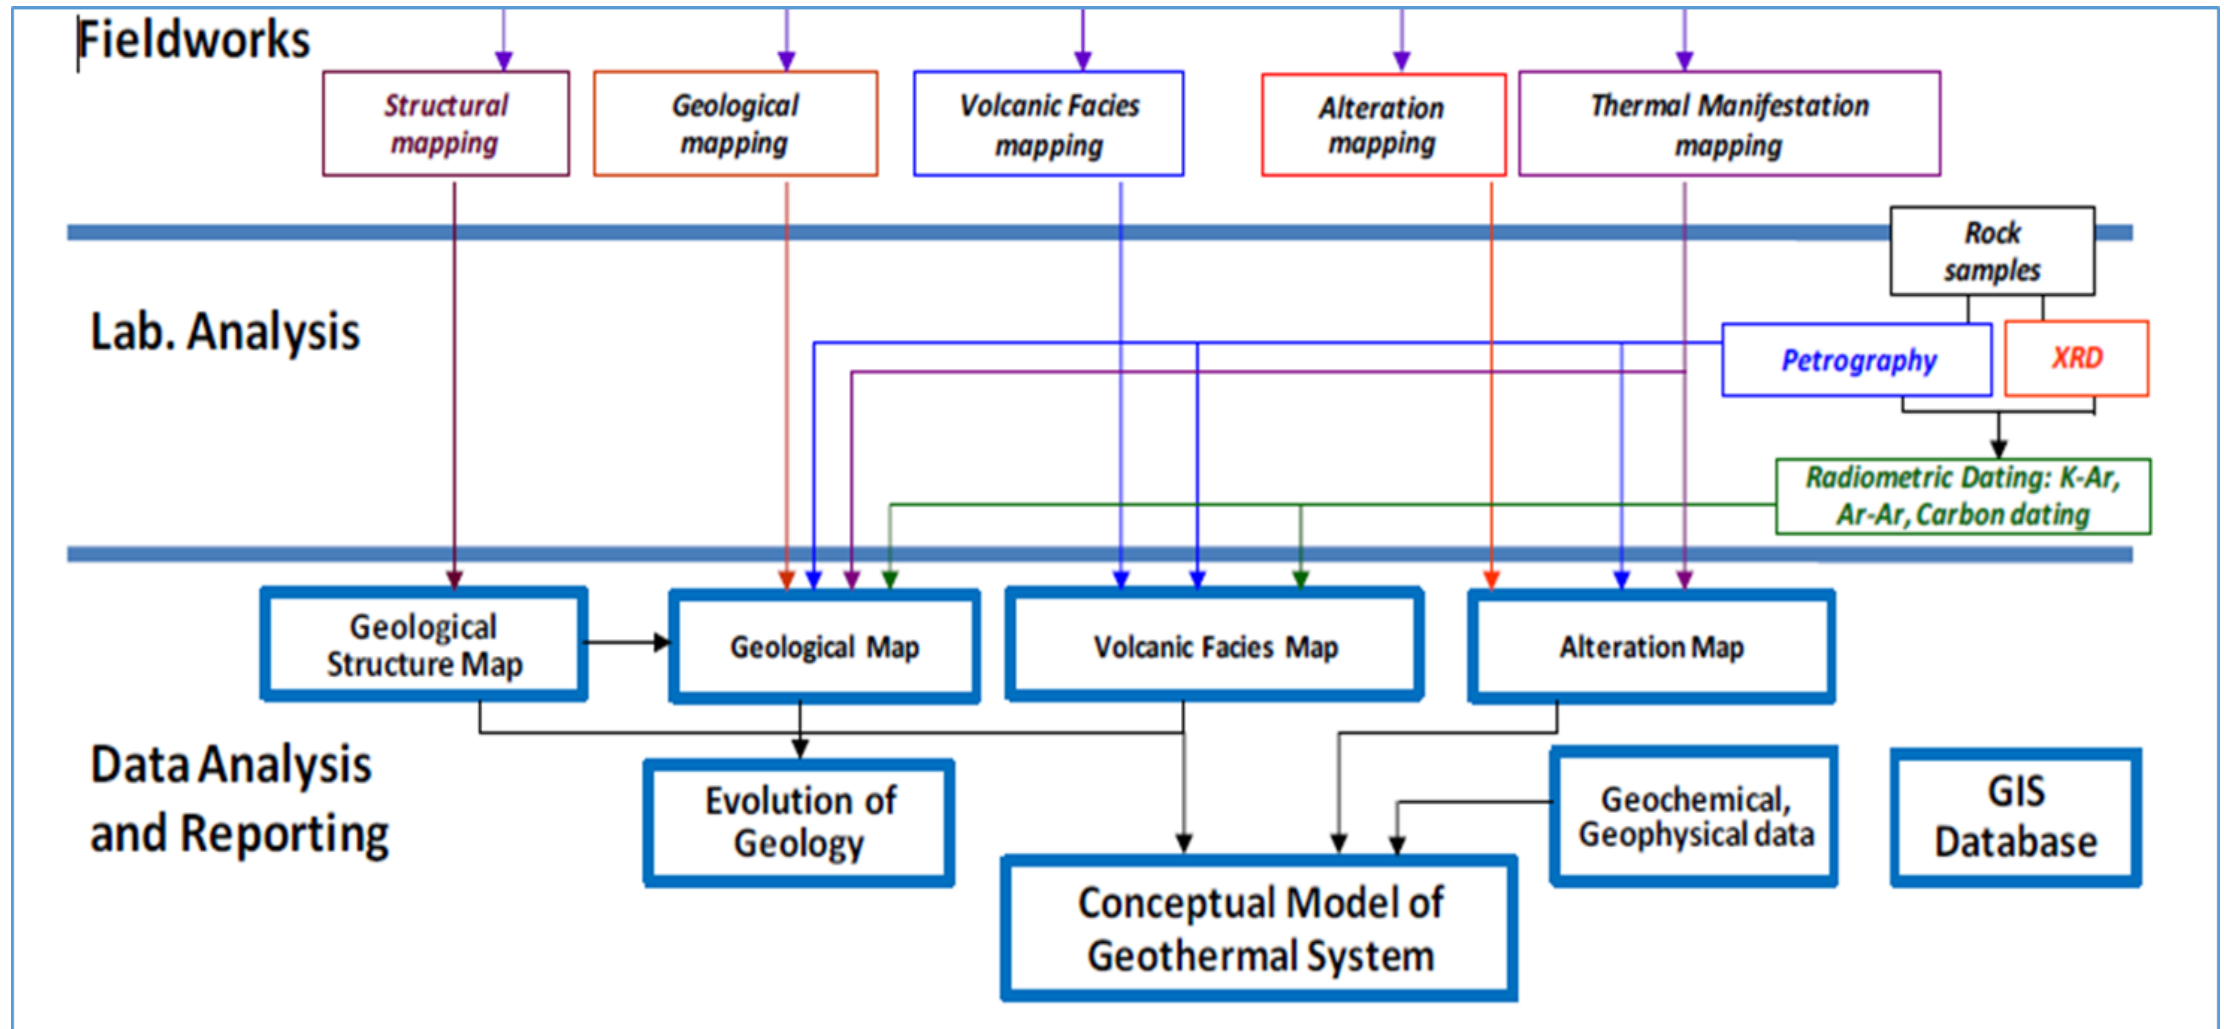 Fieldworks
Structural
mapping
Geological
mapping
Volcanic Facies
mapping
Alteration
mapping
Thermal Manifestation
mapping
Rock
samples
Lab. Analysis
Petrography
XRD
Radiometric Dating: K-Ar,
Ar-Ar, Carbon dating
Geological
Structure Map
Geological Map
Volcanic Facies Map
Alteration Map
Data Analysis
and Reporting
Evolution of
Geology
Geochemical,
Geophysical data
GIS
Database
Conceptual Model of
Geothermal System